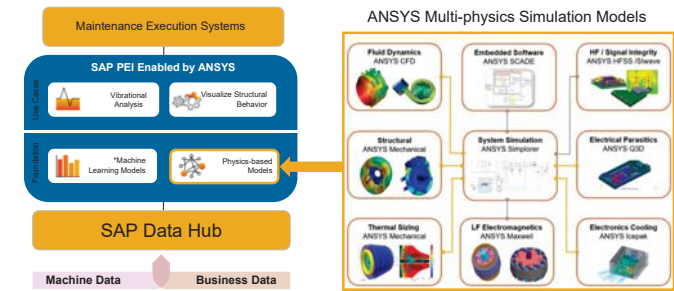 Maintenance Execution Systems
SAP PEI Enabled by ANSYS
Use Cases
Vibrational
Analysis
Visualize Structural
Behavior
Foundation
*Machine
Learning Models
Physics-based
Models
SAP Data Hub
Machine Data
Business Data
ANSYS Multi-physics Simulation Models
Fluid Dynamics
ANSYS CFD
Embedded Software
ANSYS SCADE
HF / Signal Integrity
ANSYS HFSS /SIwave
Structural
ANSYS Mechanical
System Simulation
ANSYS Simplorer
Electrical Parasitics
ANSYS Q3D
Thermal Sizing
ANSYS Mechanical
LF Electromagnetics
ANSYS Maxwell
Electronics Cooling
ANSYS Icepak